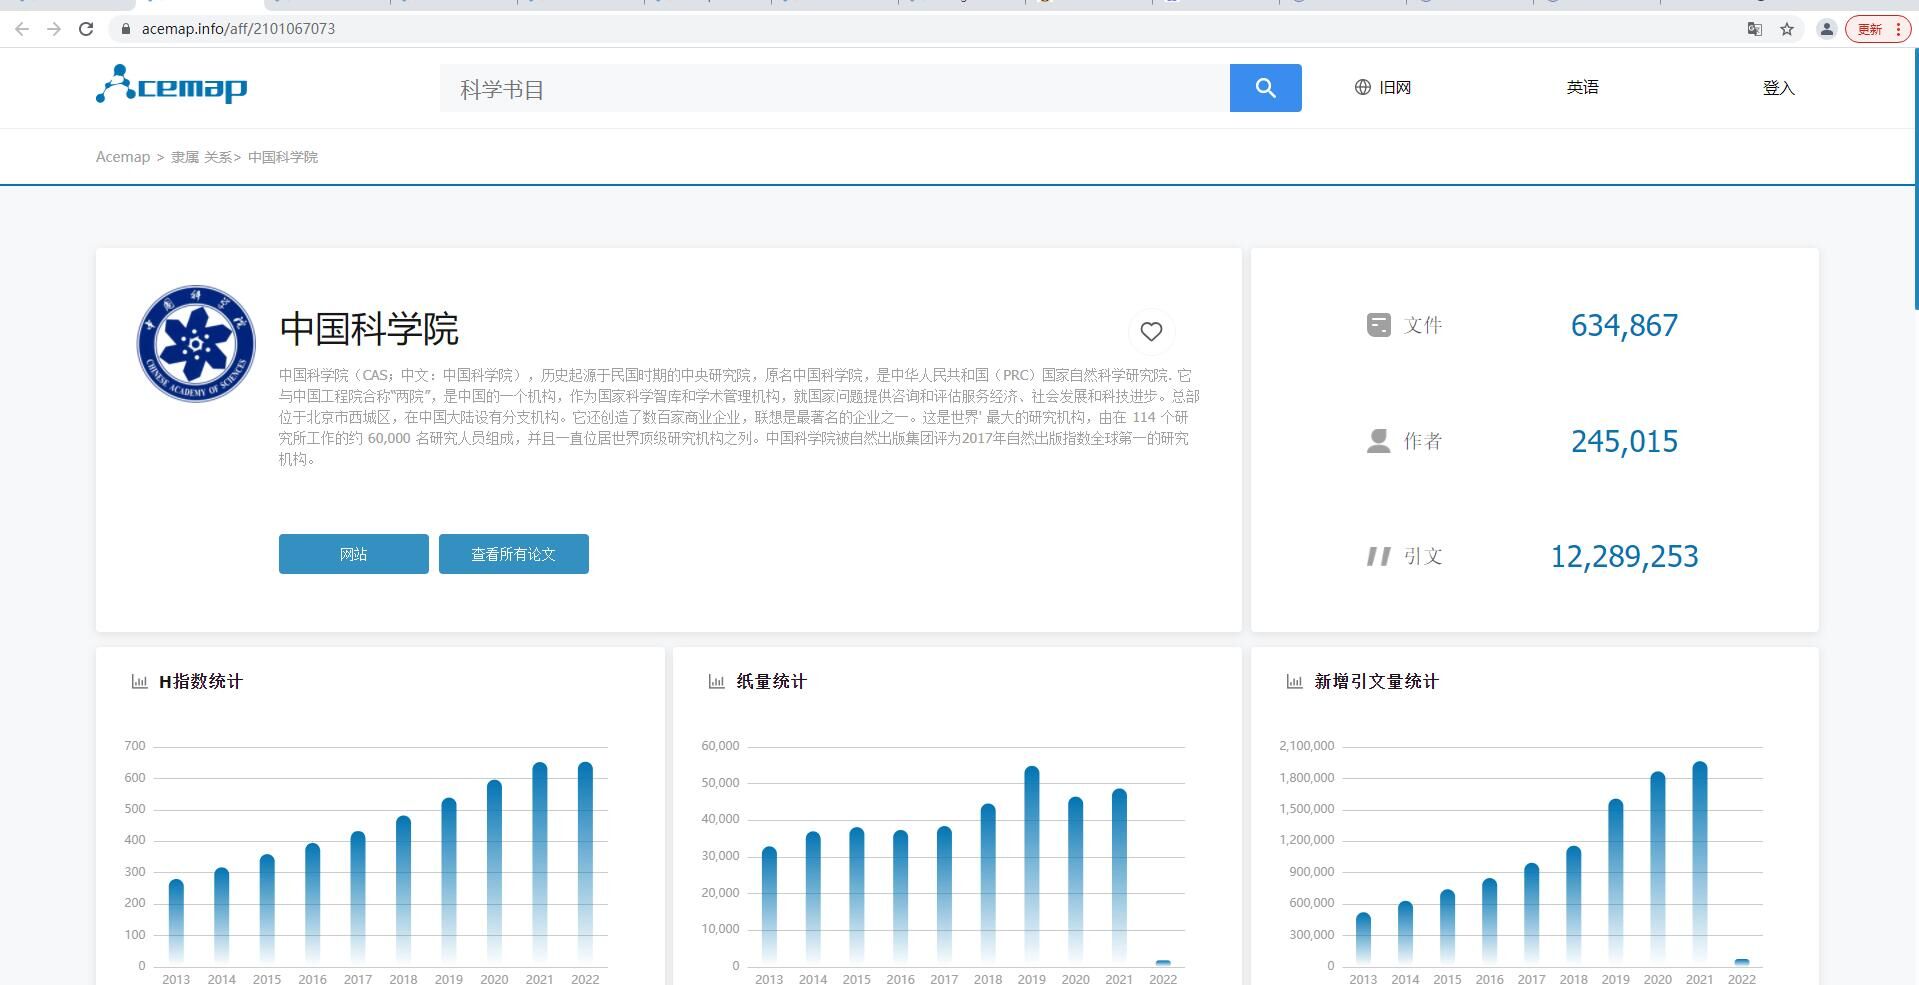 acemap.info/aff/2101067073
更新
Acemap
科学书目
旧网
英语
登入
Acemap > 隶属 关系> 中国科学院
中国科学院
CHINESE ACADEMY OF SCIENCES
中国科学院
中国科学院（CAS；中文：中国科学院），历史起源于民国时期的中央研究院，原名中国科学院，是中华人民共和国（PRC）国家自然科学研究院. 它
与中国工程院合称“两院”，是中国的一个机构，作为国家科学智库和学术管理机构，就国家问题提供咨询和评估服务经济、社会发展和科技进步。总部
位于北京市西城区，在中国大陆设有分支机构。它还创造了数百家商业企业，联想是最著名的企业之一。这是世界' 最大的研究机构，由在 114 个研
究所工作的约 60,000 名研究人员组成，并且一直位居世界顶级研究机构之列。中国科学院被自然出版集团评为2017年自然出版指数全球第一的研究
机构。
网站
查看所有论文
文件 634,867
作者 245,015
引文 12,289,253
H指数统计
700
600
500
400
300
200
100
0
2013 2014 2015 2016 2017 2018 2019 2020 2021 2022
纸量统计
60,000
50,000
40,000
30,000
20,000
10,000
0
2013 2014 2015 2016 2017 2018 2019 2020 2021 2022
新增引文量统计
2,100,000
1,800,000
1,500,000
1,200,000
900,000
600,000
300,000
0
2013 2014 2015 2016 2017 2018 2019 2020 2021 2022